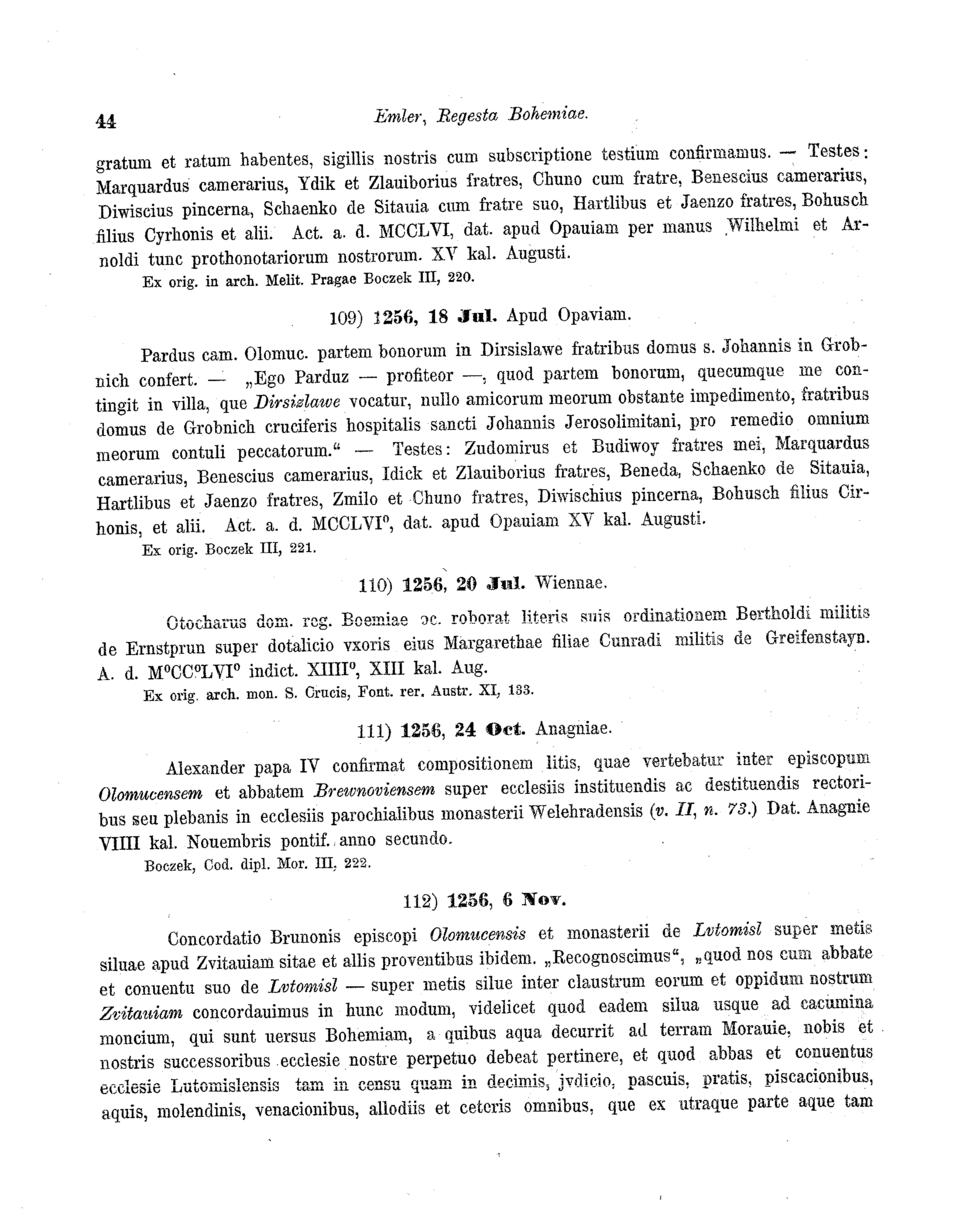 44
Emler, Regesta Bohemiae.
gratum et ratum habentes, sigillis nostris cum subscriptione testium confirmamus. — Testes:
Marquardus camerarius, Ydik et Zlauiborius fratres, Chuno cum fratre, Benescius camerarius,
Diwiscius pincerna, Schaenko de Sitauia cum fratre suo, Hartlibus et Jaenzo fratres, Bohusch
filius Cyrhonis et alii. Act. a. d. MCCLVI, dat. apud Opauiam per manus Wilhelmi et Ar-
noldi tunc prothonotariorum nostrorum. XV kal. Augusti.
Ex orig. in arch. Melit. Pragae Boczek III, 220.
109) 1256, 18 Jul. Apud Opaviam.
Pardus cam. Olomuc. partem bonorum in Dirsislawe fratribus domus s. Johannis in Grob-
nich confert. — „Ego Parduz — profiteor —, quod partem bonorum, quecumque me con-
tingit in villa, que Dirsizlawe vocatur, nullo amicorum meorum obstante impedimento, fratribus
domus de Grobnich cruciferis hospitalis sancti Johannis Jerosolimitani, pro remedio omnium
meorum contuli peccatorum.“ — Testes: Zudomirus et Budiwoy fratres mei, Marquardus
camerarius, Benescius camerarius, Idick et Zlauiborius fratres, Beneda, Schaenko de Sitauia,
Hartlibus et Jaenzo fratres, Zmilo et Chuno fratres, Diwischius pincerna, Bohusch filius Cir-
honis, et alii. Act. a. d. MCCLVI⁰, dat. apud Opauiam XV kal. Augusti.
Ex orig. Boczek III, 221.
110) 1256, 20 Jul. Wiennae.
Otocharus dom. reg. Boemiae ɔc. roborat literis suis ordinationem Bertholdi militis
de Ernstprun super dotalicio vxoris eius Margarethae filiae Cunradi militis de Greifenstayn.
A. d. M⁰CC⁰LVI⁰ indict. XIIII⁰, XIII kal. Aug.
Ex orig. arch. mon. S. Crucis, Font. rer. Austr. XI, 133.
111) 1256, 24 Oct. Anagniae.
Alexander papa IV confirmat compositionem litis, quae vertebatur inter episcopum
Olomucensem et abbatem Brewnoviensem super ecclesiis instituendis ac destituendis rectori-
bus seu plebanis in ecclesiis parochialibus monasterii Welehradensis (v. II, n. 73.) Dat. Anagnie
VIIII kal. Nouembris pontif. anno secundo.
Boczek, Cod. dipl. Mor. III, 222.
112) 1256, 6 Nov.
Concordatio Brunonis episcopi Olomucensis et monasterii de Lvtomisl super metis
siluae apud Zvitauiam sitae et allis proventibus ibidem. „Recognoscimus“, „quod nos cum abbate
et conuentu suo de Lvtomisl — super metis silue inter claustrum eorum et oppidum nostrum
Zvitauiam concordauimus in hunc modum, videlicet quod eadem silua usque ad cacumina
moncium, qui sunt uersus Bohemiam, a quibus aqua decurrit ad terram Morauie, nobis et
nostris successoribus ecclesie nostre perpetuo debeat pertinere, et quod abbas et conuentus
ecclesie Lutomislensis tam in censu quam in decimis, jvdicio, pascuis, pratis, piscacionibus,
aquis, molendinis, venacionibus, allodiis et ceteris omnibus, que ex utraque parte aque tam